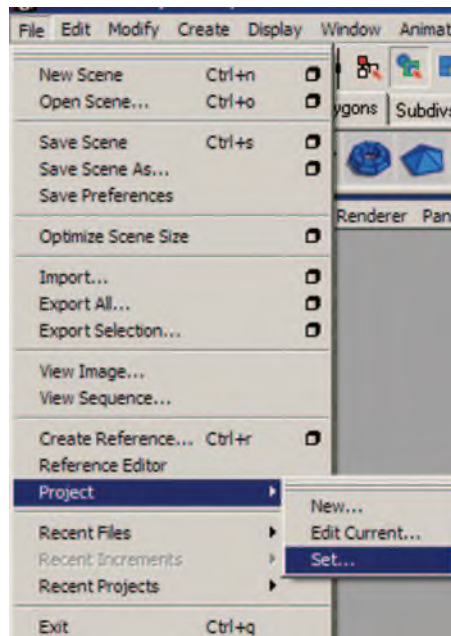 File Edit Modify Create Display Window Animat
New Scene Ctrl+n
Open Scene... Ctrl+o
ygons Subdivs
Save Scene Ctrl+s
Save Scene As...
Save Preferences
Renderer Pan
Optimize Scene Size
Import...
Export All...
Export Selection...
View Image...
View Sequence...
Create Reference... Ctrl+r
Reference Editor
Project
New...
Recent Files
Edit Current...
Recent Increments
Set...
Recent Projects
Exit Ctrl+q